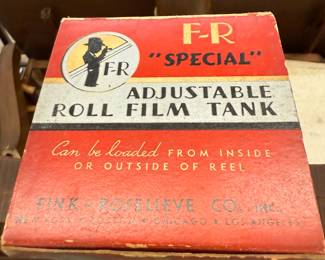 F-R
"SPECIAL"
F-R
ADJUSTABLE
ROLL FILM TANK
Can be loaded FROM INSIDE
OR OUTSIDE OF REEL
FINK - ROSELIEVE CO., INC.
NEW YORK • BOSTON • CHICAGO • LOS ANGELES